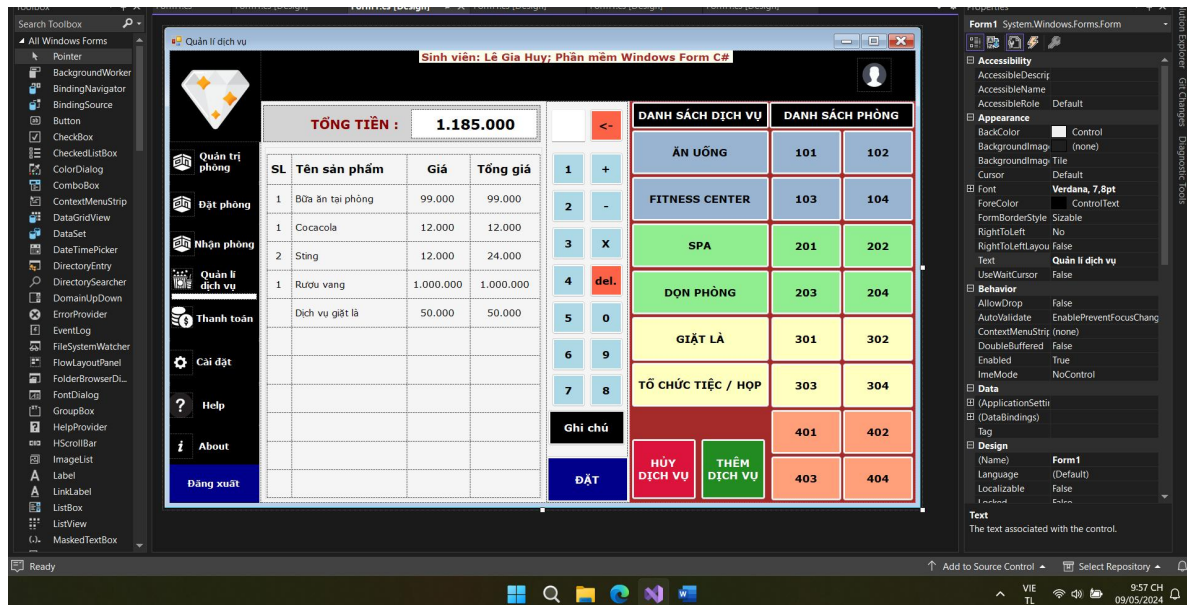 Search Toolbox
All Windows Forms
Pointer
BackgroundWorker
BindingNavigator
BindingSource
Button
CheckBox
CheckedListBox
ColorDialog
ComboBox
ContextMenuStrip
DataGridView
DataSet
DateTimePicker
DirectoryEntry
DirectorySearcher
DomainUpDown
ErrorProvider
EventLog
FileSystemWatcher
FlowLayoutPanel
FolderBrowserDi...
FontDialog
GroupBox
HelpProvider
HScrollBar
ImageList
Label
LinkLabel
ListBox
ListView
MaskedTextBox
Quản lí dịch vụ
Sinh viên: Lê Gia Huy; Phần mềm Windows Form C#
Quản trị
phòng
Đặt phòng
Nhận phòng
Quản lí
dịch vụ
Thanh toán
Cài đặt
Help
About
Đăng xuất
TỔNG TIỀN : 1.185.000
SL Tên sản phẩm Giá Tổng giá
1 Bữa ăn tại phòng 99.000 99.000
1 Cocacola 12.000 12.000
2 Sting 12.000 24.000
1 Rượu vang 1.000.000 1.000.000
Dịch vụ giặt là 50.000 50.000
<-
1 +
2 -
3 X
4 del.
5 0
6 9
7 8
Ghi chú
ĐẶT
DANH SÁCH DỊCH VỤ DANH SÁCH PHÒNG
ĂN UỐNG 101 102
FITNESS CENTER 103 104
SPA 201 202
DỌN PHÒNG 203 204
GIẶT LÀ 301 302
TỔ CHỨC TIỆC / HỌP 303 304
401 402
HỦY
DỊCH VỤ
THÊM
DỊCH VỤ
403 404
Form1 System.Windows.Forms.Form
Accessibility
AccessibleDescrip
AccessibleName
AccessibleRole Default
Appearance
BackColor Control
BackgroundImag (none)
BackgroundImag Tile
Cursor Default
Font Verdana, 7,8pt
ForeColor ControlText
FormBorderStyle Sizable
RightToLeft No
RightToLeftLayou False
Text Quản lí dịch vụ
UseWaitCursor False
Behavior
AllowDrop False
AutoValidate EnablePreventFocusChang
ContextMenuStrip (none)
DoubleBuffered False
Enabled True
ImeMode NoControl
Data
(ApplicationSettin
(DataBindings)
Tag
Design
(Name) Form1
Language (Default)
Localizable False
Text
The text associated with the control.
Solution Explorer
Git Changes
Diagnostic Tools
Ready
Add to Source Control
Select Repository
VIE
TL
9:57 CH
09/05/2024